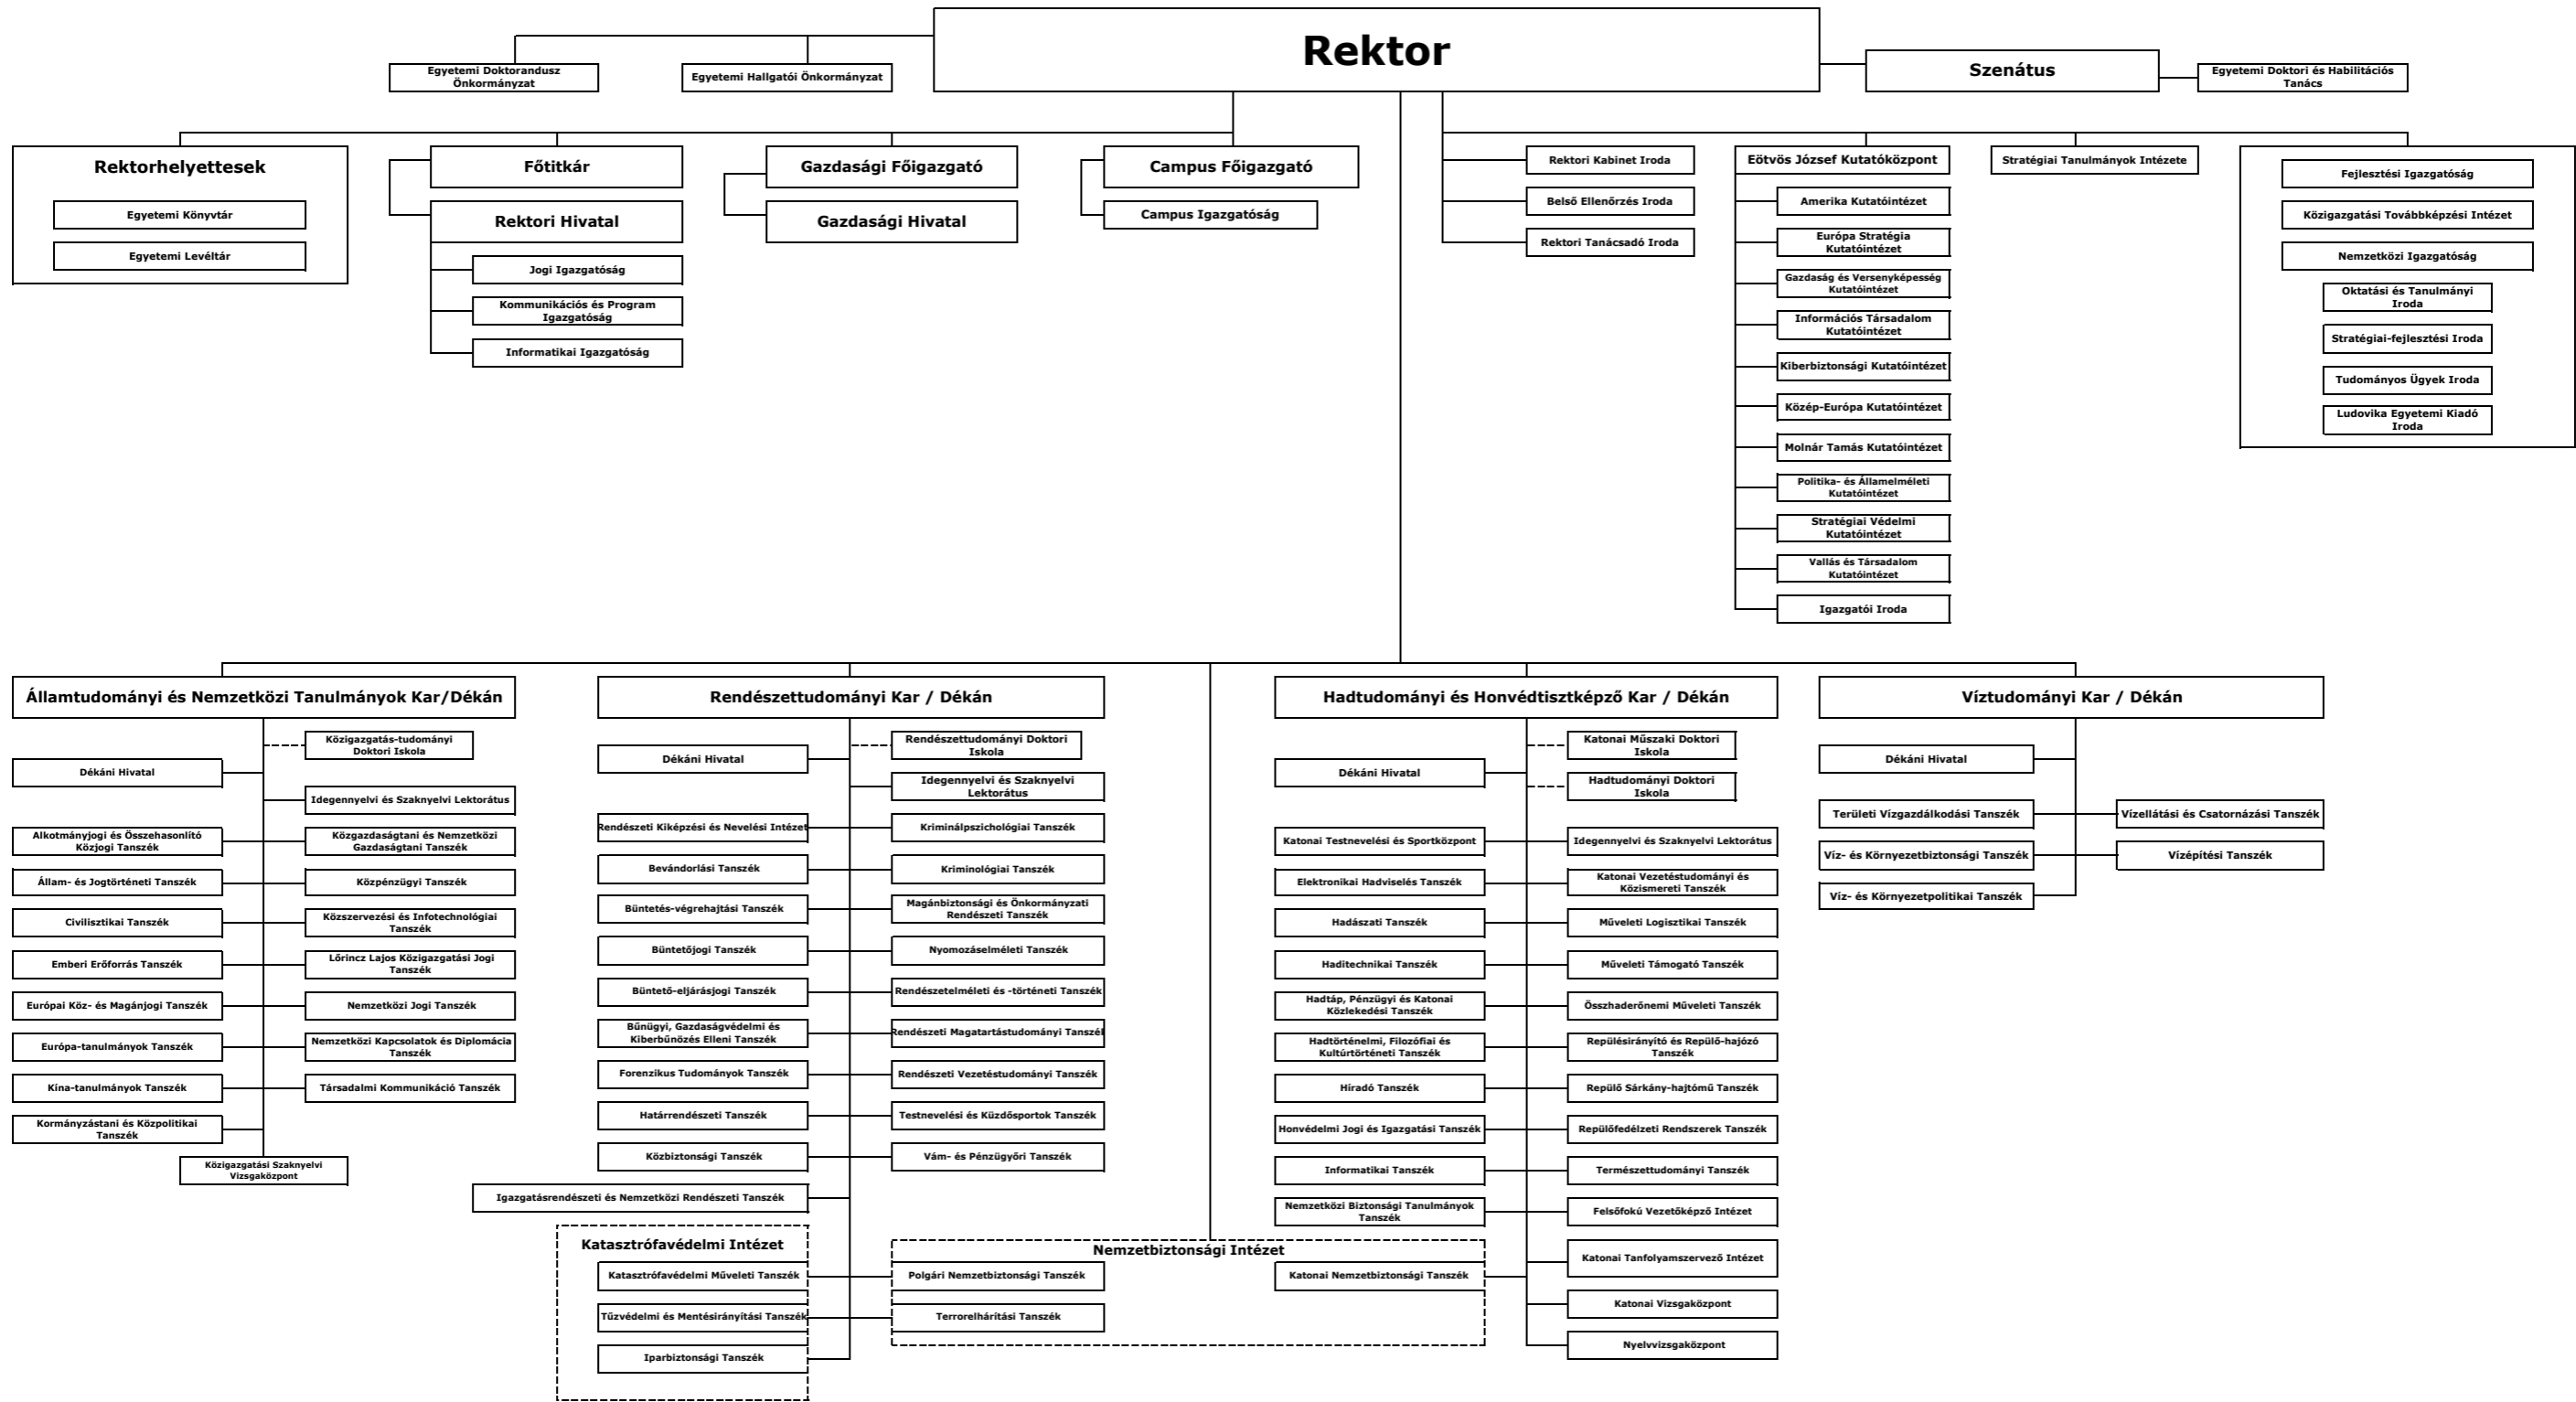 Rektor
Egyetemi Doktorandusz
Önkormányzat
Egyetemi Hallgatói Önkormányzat
Szenátus
Egyetemi Doktori és Habilitációs
Tanács
Rektorhelyettesek
Egyetemi Könyvtár
Egyetemi Levéltár
Főtitkár
Rektori Hivatal
Jogi Igazgatóság
Kommunikációs és Program
Igazgatóság
Informatikai Igazgatóság
Gazdasági Főigazgató
Gazdasági Hivatal
Campus Főigazgató
Campus Igazgatóság
Rektori Kabinet Iroda
Belső Ellenőrzés Iroda
Rektori Tanácsadó Iroda
Eötvös József Kutatóközpont
Amerika Kutatóintézet
Európa Stratégia
Kutatóintézet
Gazdaság és Versenyképesség
Kutatóintézet
Információs Társadalom
Kutatóintézet
Kiberbiztonsági Kutatóintézet
Közép-Európa Kutatóintézet
Molnár Tamás Kutatóintézet
Politika- és Államelméleti
Kutatóintézet
Stratégiai Védelmi
Kutatóintézet
Vallás és Társadalom
Kutatóintézet
Igazgatói Iroda
Stratégiai Tanulmányok Intézete
Fejlesztési Igazgatóság
Közigazgatási Továbbképzési Intézet
Nemzetközi Igazgatóság
Oktatási és Tanulmányi
Iroda
Stratégiai-fejlesztési Iroda
Tudományos Ügyek Iroda
Ludovika Egyetemi Kiadó
Iroda
Államtudományi és Nemzetközi Tanulmányok Kar/Dékán
Közigazgatás-tudományi
Doktori Iskola
Dékáni Hivatal
Idegennyelvi és Szaknyelvi Lektorátus
Alkotmányjogi és Összehasonlító
Közjogi Tanszék
Közgazdaságtani és Nemzetközi
Gazdaságtani Tanszék
Állam- és Jogtörténeti Tanszék
Közpénzügyi Tanszék
Civilisztikai Tanszék
Közszervezési és Infotechnológiai
Tanszék
Emberi Erőforrás Tanszék
Lőrincz Lajos Közigazgatási Jogi
Tanszék
Európai Köz- és Magánjogi Tanszék
Nemzetközi Jogi Tanszék
Európa-tanulmányok Tanszék
Nemzetközi Kapcsolatok és Diplomácia
Tanszék
Kína-tanulmányok Tanszék
Társadalmi Kommunikáció Tanszék
Kormányzástani és Közpolitikai
Tanszék
Közigazgatási Szaknyelvi
Vizsgaközpont
Rendészettudományi Kar / Dékán
Rendészettudományi Doktori
Iskola
Dékáni Hivatal
Idegennyelvi és Szaknyelvi
Lektorátus
Rendészeti Kiképzési és Nevelési Intézet
Kriminálpszichológiai Tanszék
Bevándorlási Tanszék
Kriminológiai Tanszék
Büntetés-végrehajtási Tanszék
Magánbiztonsági és Önkormányzati
Rendészeti Tanszék
Büntetőjogi Tanszék
Nyomozáselméleti Tanszék
Büntető-eljárásjogi Tanszék
Rendészetelméleti és -történeti Tanszék
Bűnügyi, Gazdaságvédelmi és
Kiberbűnözés Elleni Tanszék
Rendészeti Magatartástudományi Tanszék
Forenzikus Tudományok Tanszék
Rendészeti Vezetéstudományi Tanszék
Határrendészeti Tanszék
Testnevelési és Küzdősportok Tanszék
Közbiztonsági Tanszék
Vám- és Pénzügyőri Tanszék
Igazgatásrendészeti és Nemzetközi Rendészeti Tanszék
Katasztrófavédelmi Intézet
Katasztrófavédelmi Műveleti Tanszék
Tűzvédelmi és Mentésirányítási Tanszék
Iparbiztonsági Tanszék
Nemzetbiztonsági Intézet
Polgári Nemzetbiztonsági Tanszék
Terrorelhárítási Tanszék
Katonai Nemzetbiztonsági Tanszék
Hadtudományi és Honvédtisztképző Kar / Dékán
Katonai Műszaki Doktori
Iskola
Dékáni Hivatal
Hadtudományi Doktori
Iskola
Katonai Testnevelési és Sportközpont
Idegennyelvi és Szaknyelvi Lektorátus
Elektronikai Hadviselés Tanszék
Katonai Vezetéstudományi és
Közismereti Tanszék
Hadászati Tanszék
Műveleti Logisztikai Tanszék
Haditechnikai Tanszék
Műveleti Támogató Tanszék
Hadtáp, Pénzügyi és Katonai
Közlekedési Tanszék
Összhaderőnemi Műveleti Tanszék
Hadtörténelmi, Filozófiai és
Kultúrtörténeti Tanszék
Repülésirányító és Repülő-hajózó
Tanszék
Híradó Tanszék
Repülő Sárkány-hajtómű Tanszék
Honvédelmi Jogi és Igazgatási Tanszék
Repülőfedélzeti Rendszerek Tanszék
Informatikai Tanszék
Természettudományi Tanszék
Nemzetközi Biztonsági Tanulmányok
Tanszék
Felsőfokú Vezetőképző Intézet
Katonai Tanfolyamszervező Intézet
Katonai Vizsgaközpont
Nyelvvizsgaközpont
Víztudományi Kar / Dékán
Dékáni Hivatal
Területi Vízgazdálkodási Tanszék
Vízellátási és Csatornázási Tanszék
Víz- és Környezetbiztonsági Tanszék
Vízépítési Tanszék
Víz- és Környezetpolitikai Tanszék